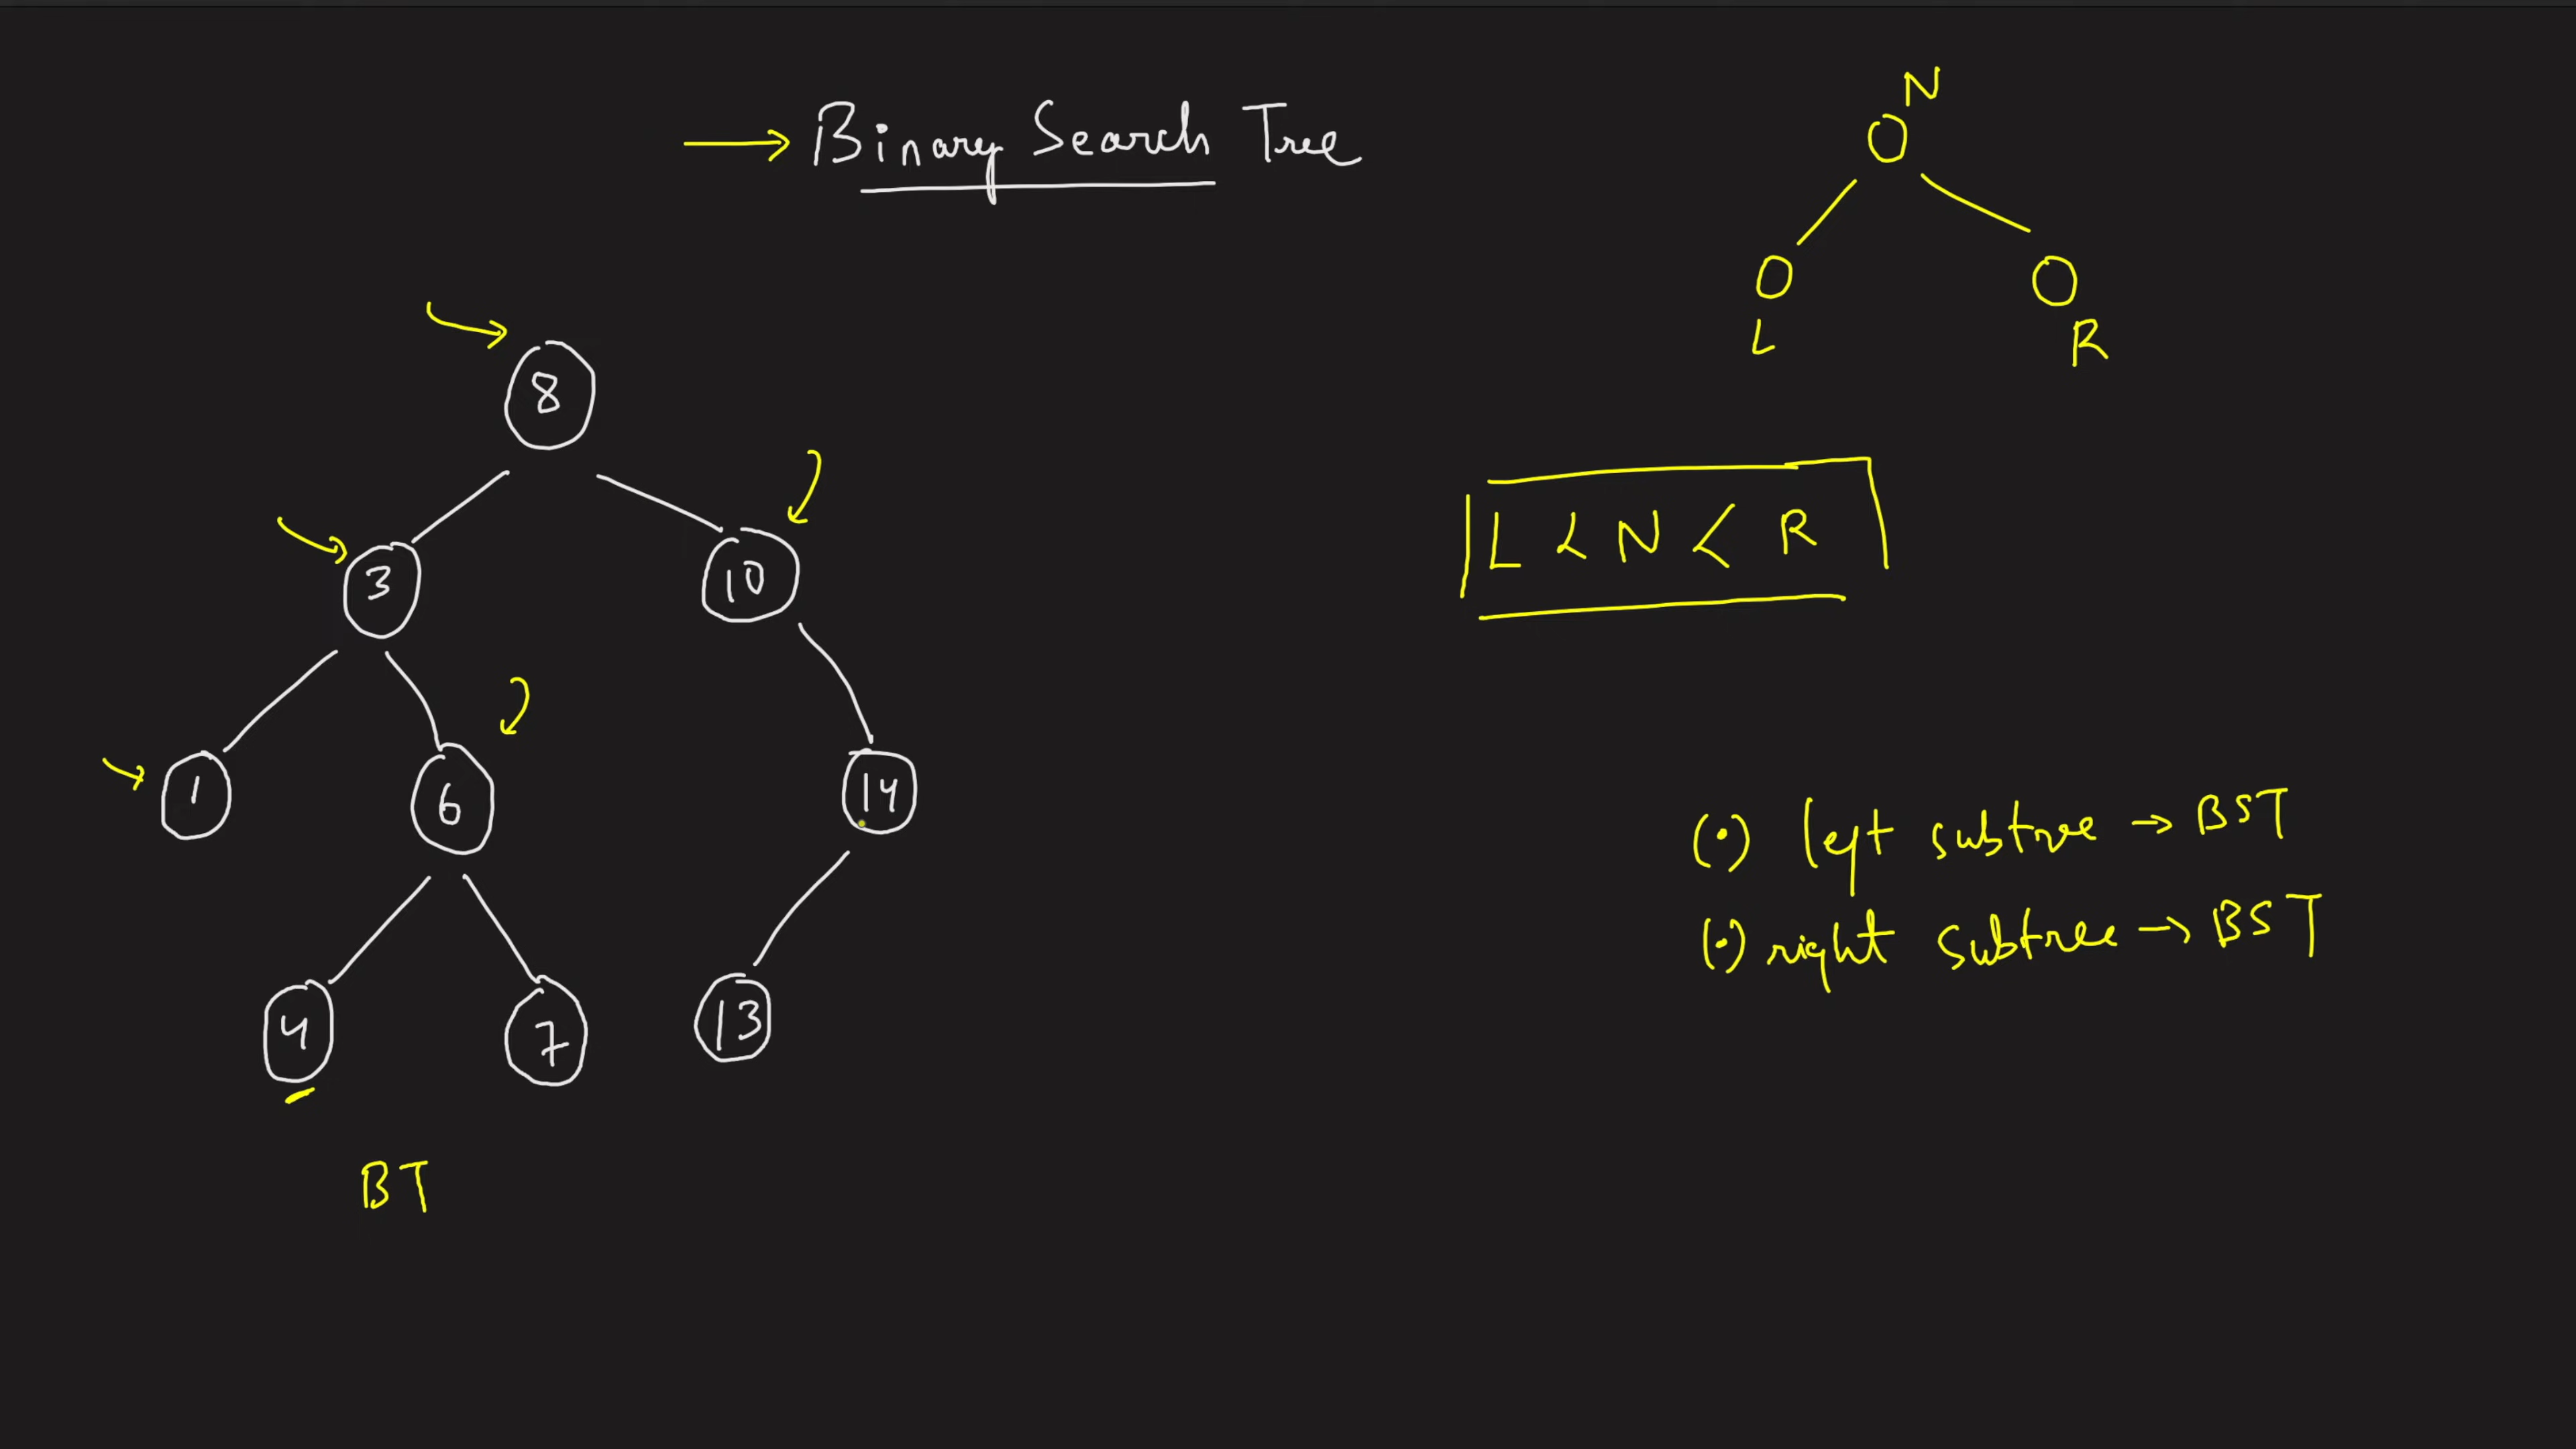 Binary Search Tree
N
L R
8
3 10
1 6 14
4 7 13
BT
L < N < R
(•) left subtree → BST
(•) right subtree → BST